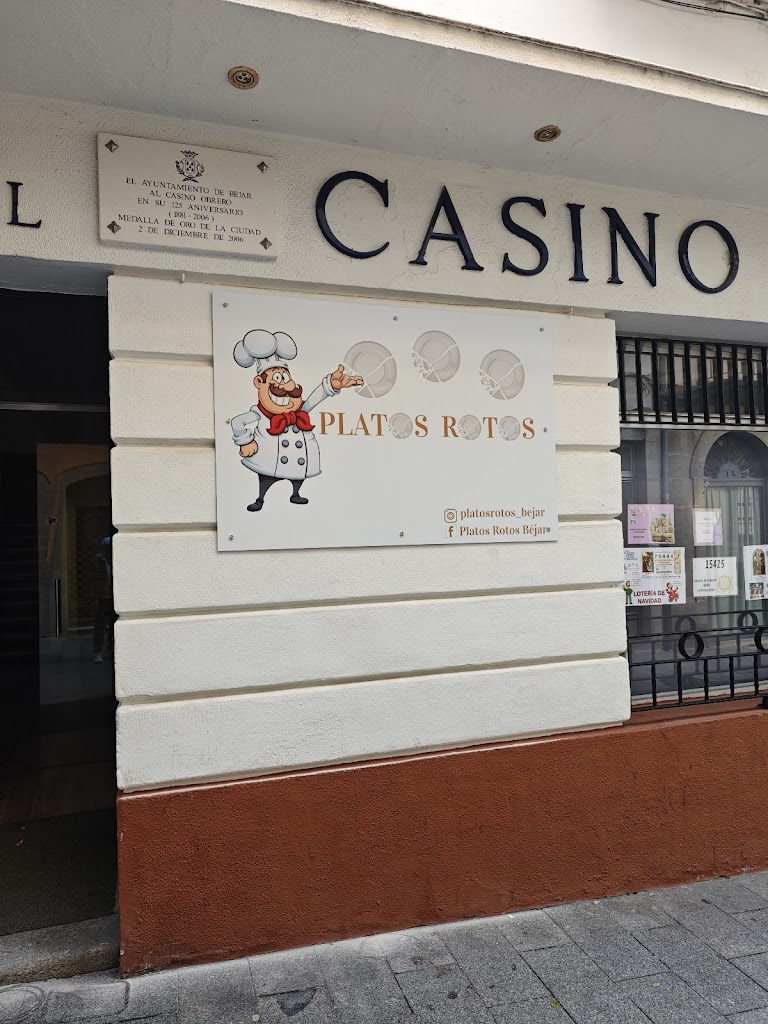 L
EL AYUNTAMIENTO DE BEJAR
AL CASINO OBRERO
EN SU 125 ANIVERSARIO
(1881-2006)
MEDALLA DE ORO DE LA CIUDAD
2 DE DICIEMBRE DE 2006
CASINO
PLATOS ROTOS
platosrotos_bejar
f Platos Rotos Béjar
15425
LOTERÍA DE
NAVIDAD